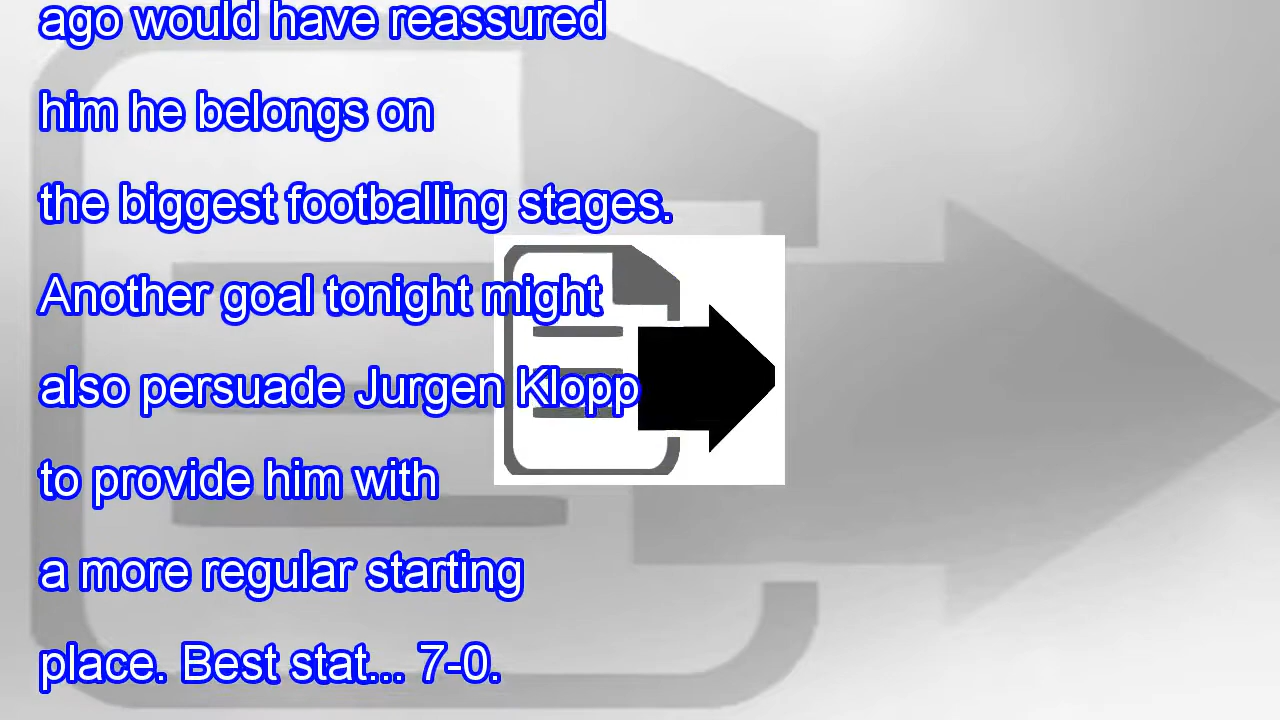 ago would have reassured
him he belongs on
the biggest footballing stages.
Another goal tonight might
also persuade Jurgen Klopp
to provide him with
a more regular starting
place. Best stat... 7-0.